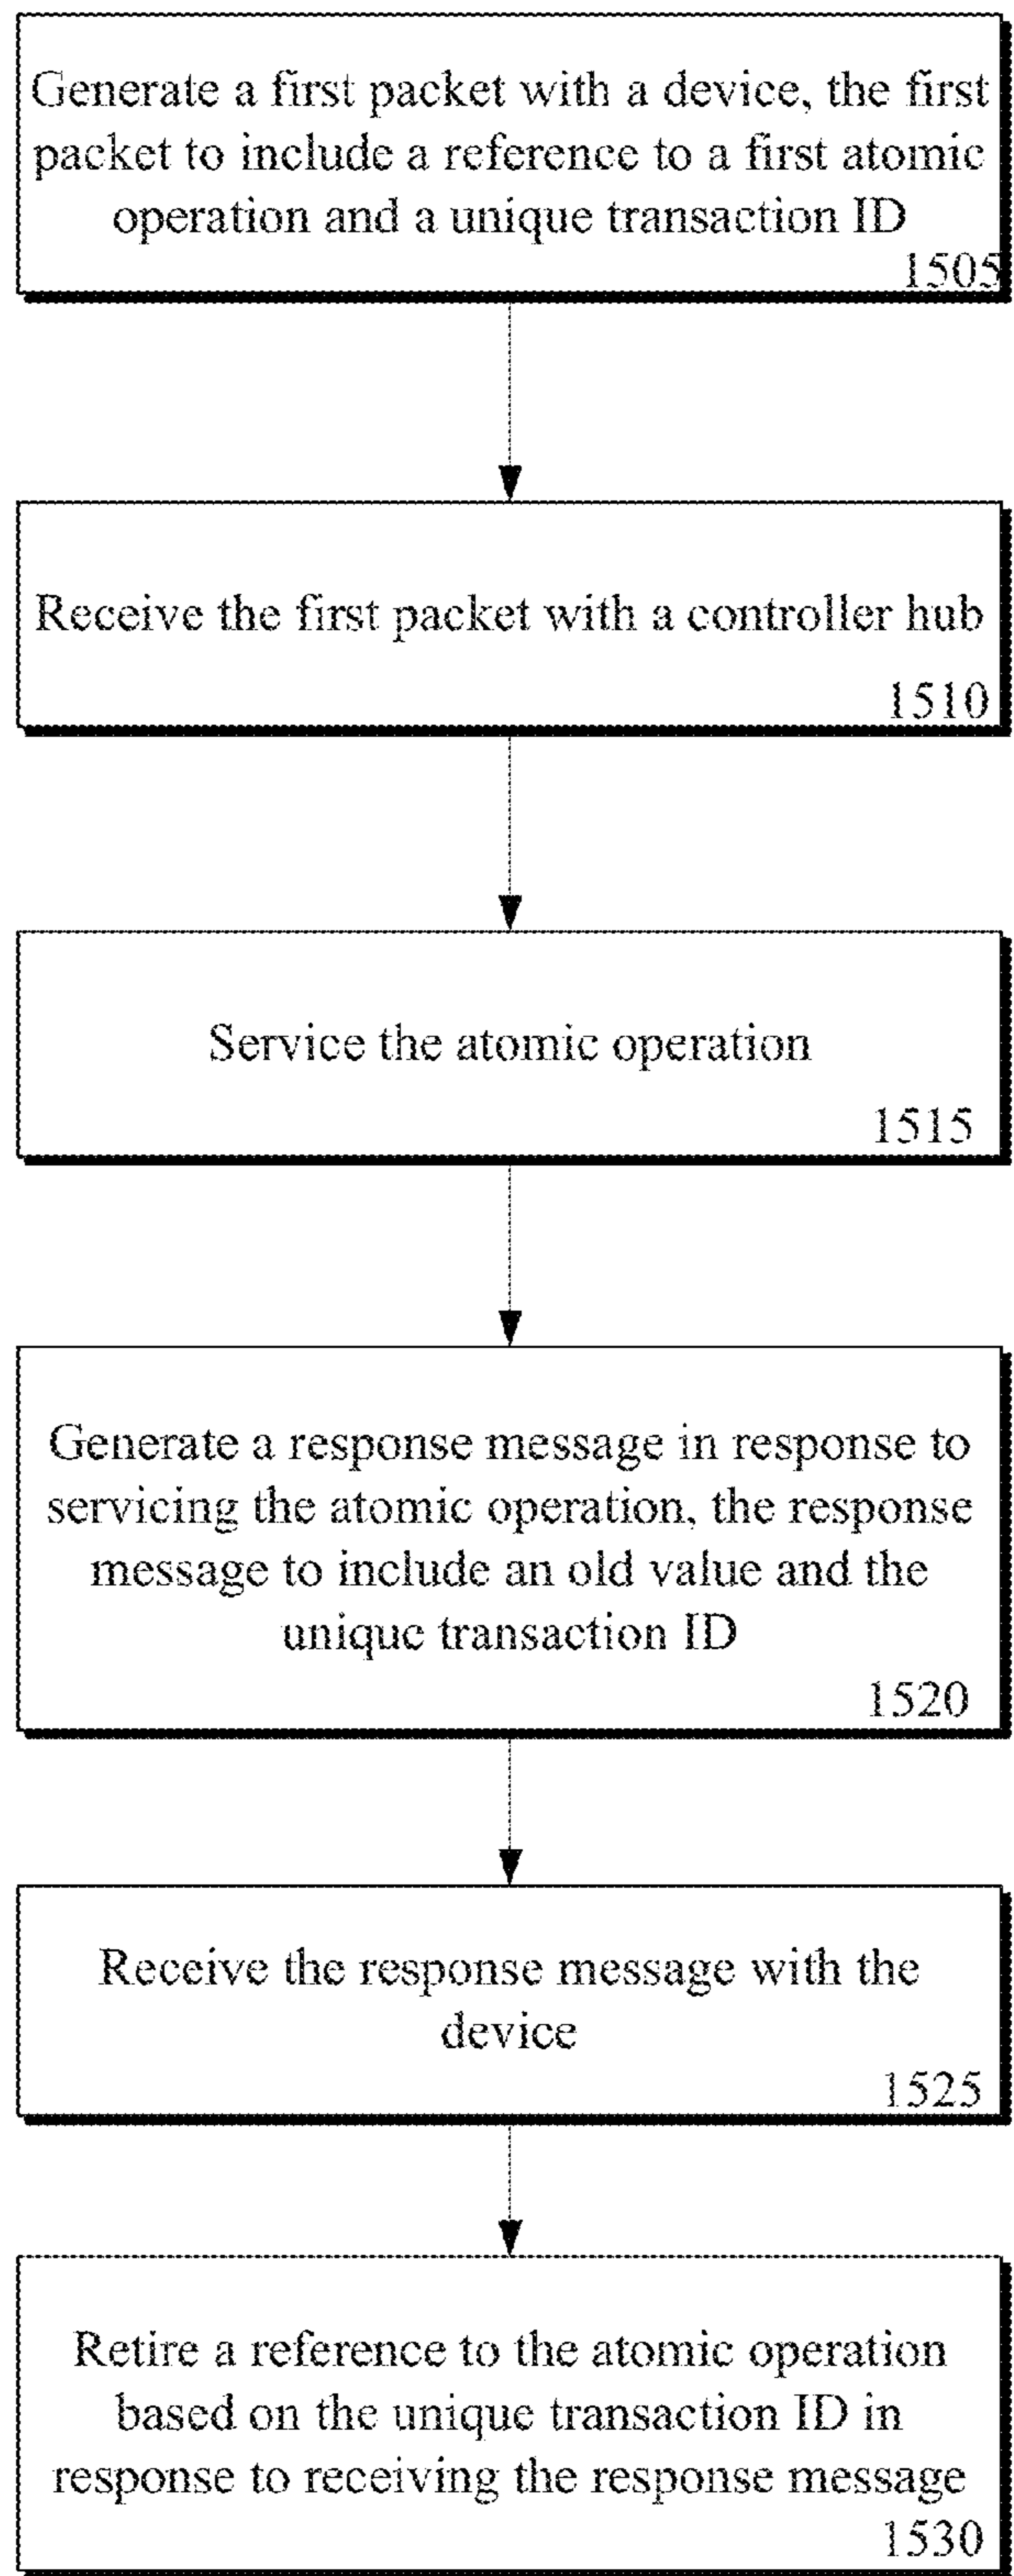 Generate a first packet with a device, the first
packet to include a reference to a first atomic
operation and a unique transaction ID
1505
Receive the first packet with a controller hub
1510
Service the atomic operation
1515
Generate a response message in response to
servicing the atomic operation, the response
message to include an old value and the
unique transaction ID
1520
Receive the response message with the
device
1525
Retire a reference to the atomic operation
based on the unique transaction ID in
response to receiving the response message
1530